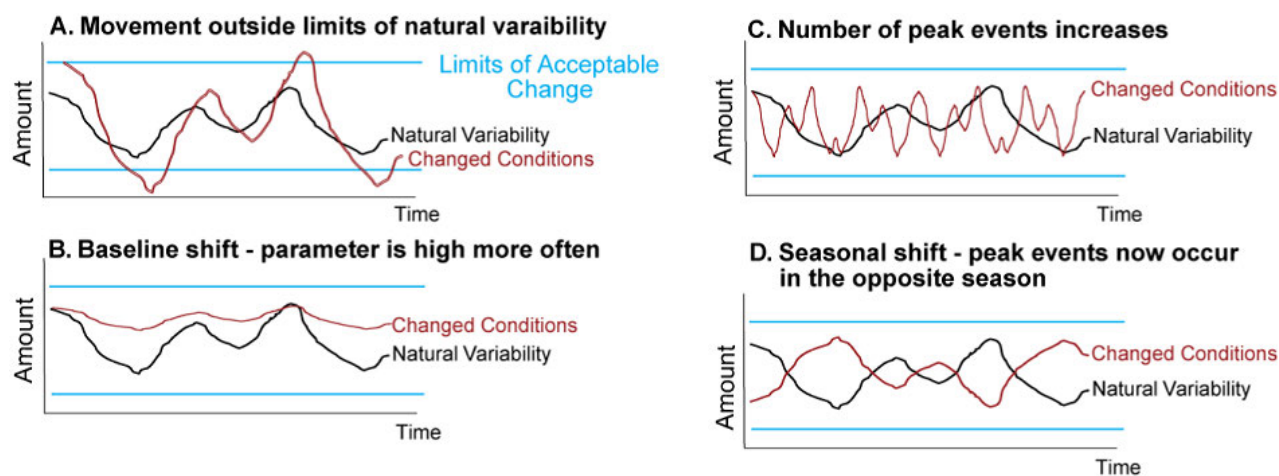 A. Movement outside limits of natural varaibility
Amount
Limits of Acceptable
Change
Natural Variability
Changed Conditions
Time
B. Baseline shift - parameter is high more often
Amount
Changed Conditions
Natural Variability
Time
C. Number of peak events increases
Amount
Changed Conditions
Natural Variability
Time
D. Seasonal shift - peak events now occur
in the opposite season
Amount
Changed Conditions
Natural Variability
Time